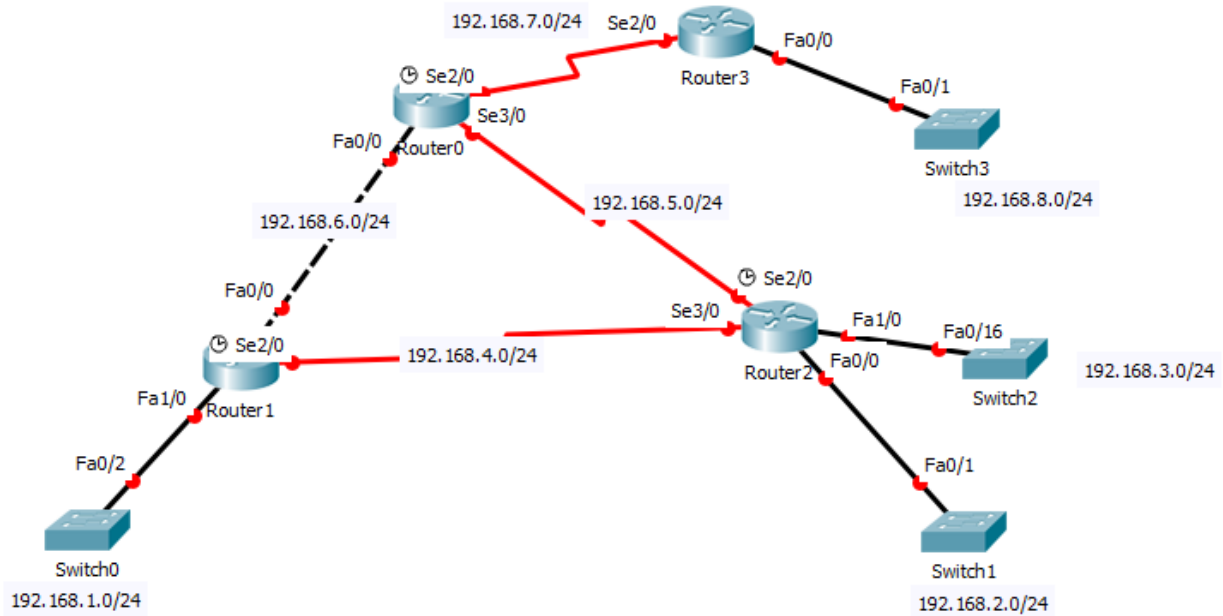 192.168.7.0/24
Se2/0
Fa0/0
Router3
Fa0/1
Switch3
192.168.8.0/24
Se2/0
Se3/0
Fa0/0
Router0
192.168.6.0/24
192.168.5.0/24
Fa0/0
Se2/0
Se3/0
Fa1/0
Fa0/16
Se2/0
192.168.4.0/24
Router2
Fa0/0
192.168.3.0/24
Switch2
Fa1/0
Router1
Fa0/2
Fa0/1
Switch0
192.168.1.0/24
Switch1
192.168.2.0/24